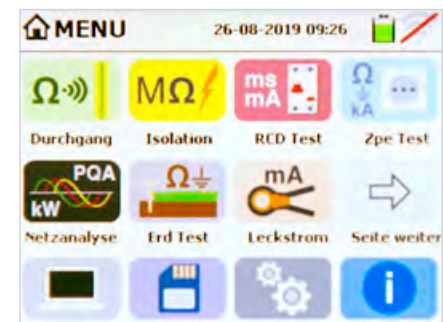 MENU 26-08-2019 09:26
Ω MΩ ms mA Ω kA
Durchgang Isolation RCD Test Zpe Test
PQA kW Ω mA
Netzanalyse Erd Test Leckstrom Seite weiter
i